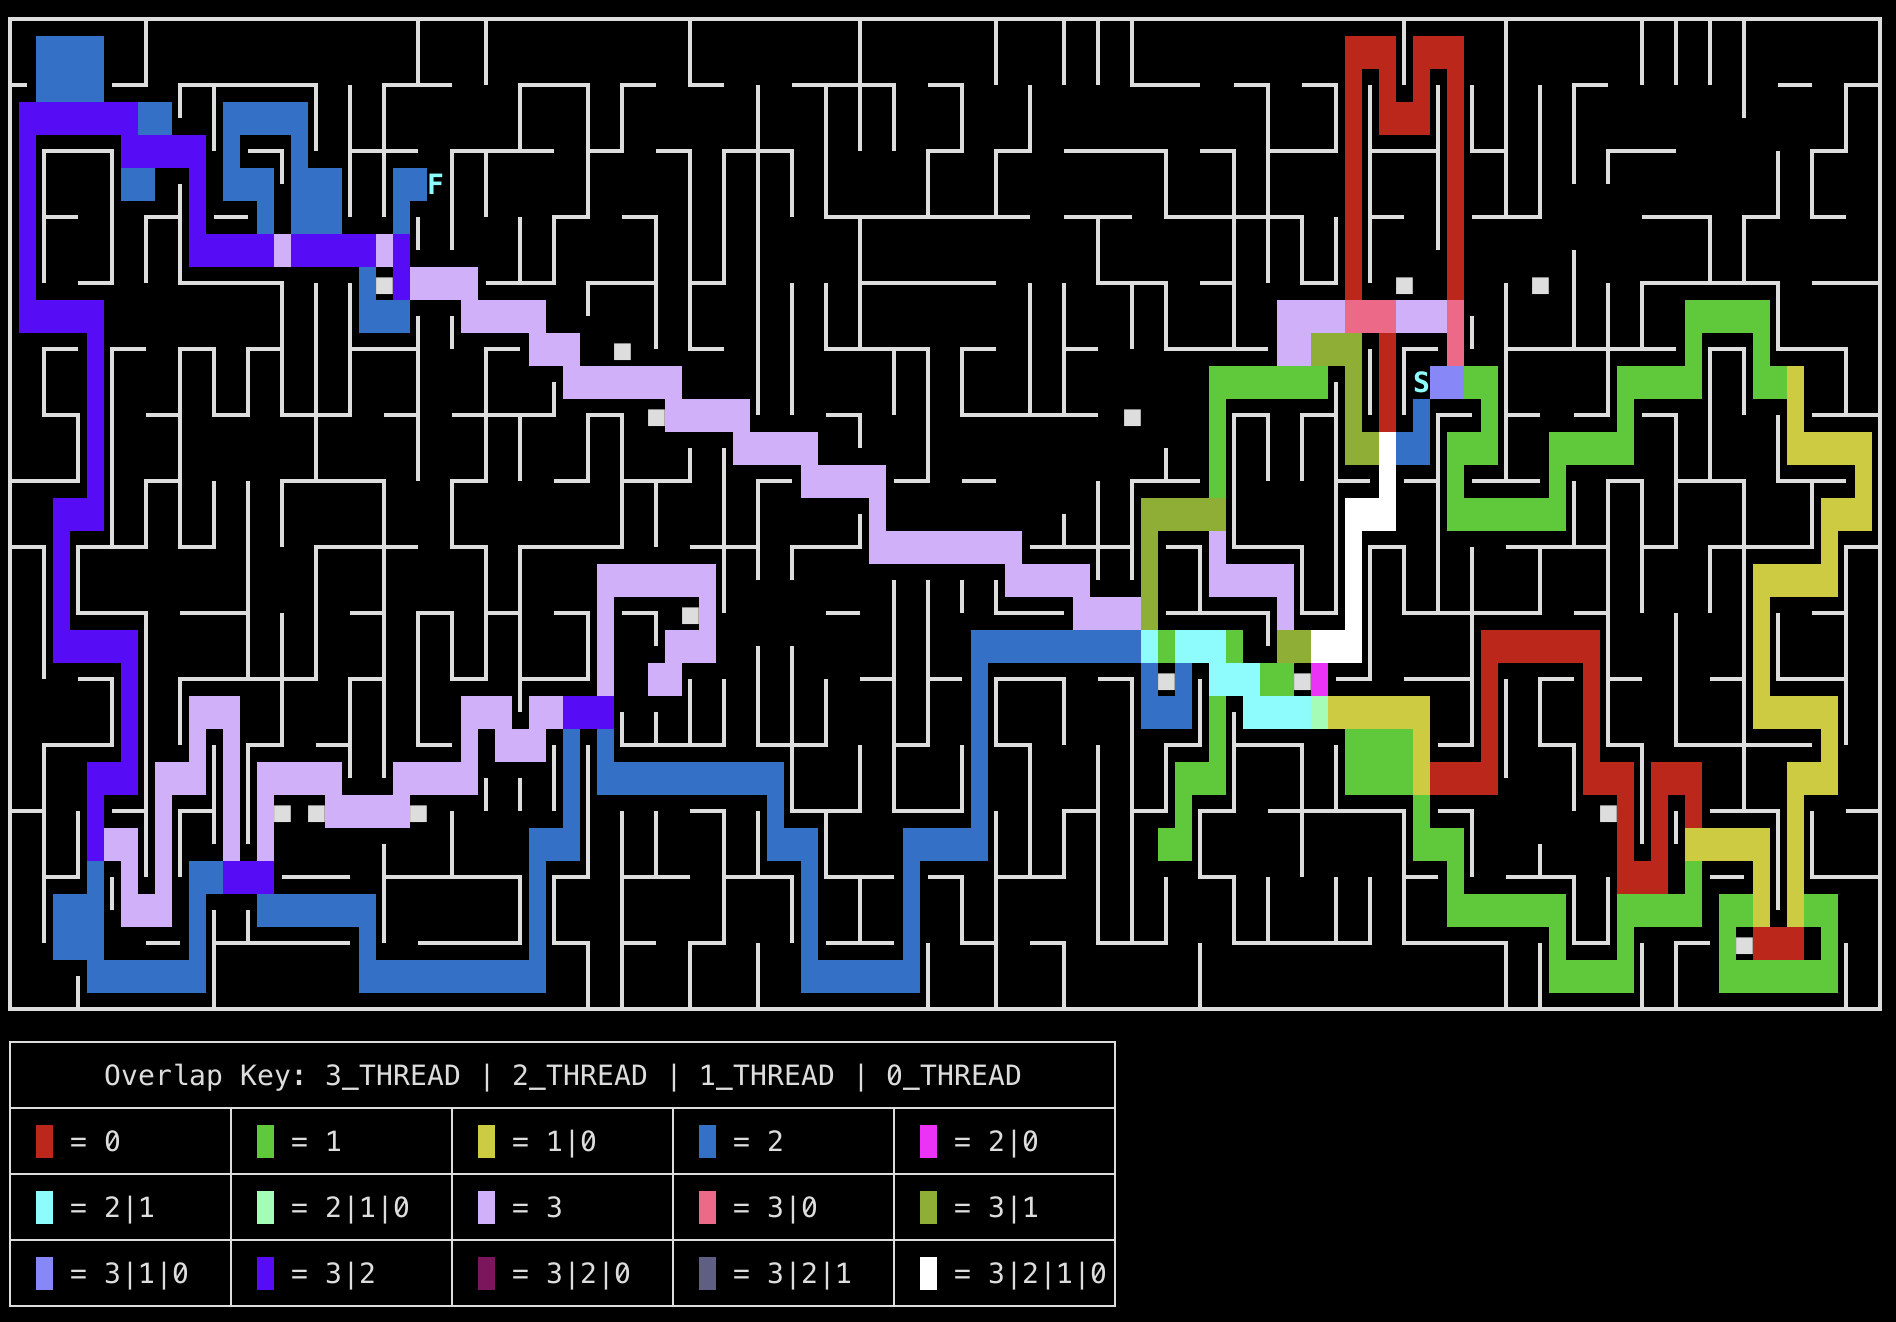 F
S
Overlap Key: 3_THREAD | 2_THREAD | 1_THREAD | 0_THREAD
= 0 = 1 = 1|0 = 2 = 2|0
= 2|1 = 2|1|0 = 3 = 3|0 = 3|1
= 3|1|0 = 3|2 = 3|2|0 = 3|2|1 = 3|2|1|0